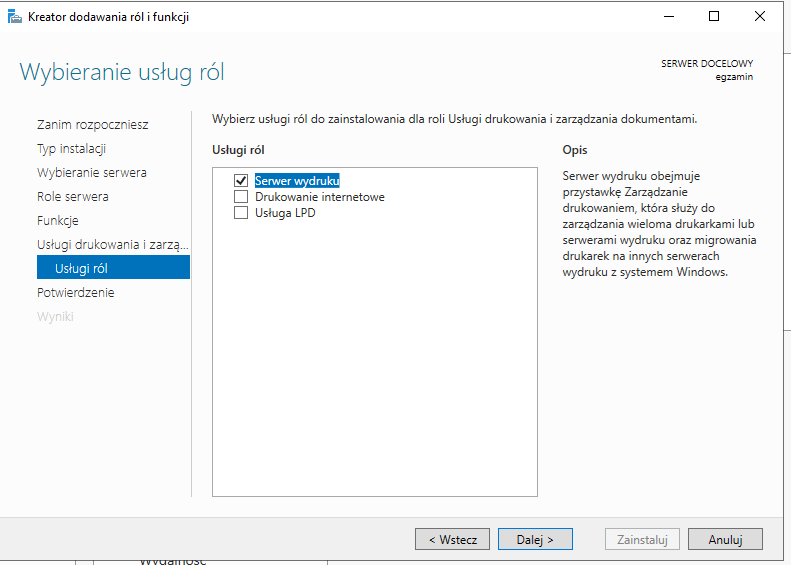 Kreator dodawania ról i funkcji
Wybieranie usług ról
SERWER DOCELOWY
egzamin
Zanim rozpoczniesz
Typ instalacji
Wybieranie serwera
Role serwera
Funkcje
Usługi drukowania i zarzą...
Usługi ról
Potwierdzenie
Wyniki
Wybierz usługi ról do zainstalowania dla roli Usługi drukowania i zarządzania dokumentami.
Usługi ról
Serwer wydruku
Drukowanie internetowe
Usługa LPD
Opis
Serwer wydruku obejmuje
przystawkę Zarządzanie
drukowaniem, która służy do
zarządzania wieloma drukarkami lub
serwerami wydruku oraz migrowania
drukarek na innych serwerach
wydruku z systemem Windows.
< Wstecz
Dalej >
Zainstaluj
Anuluj
Wydajność